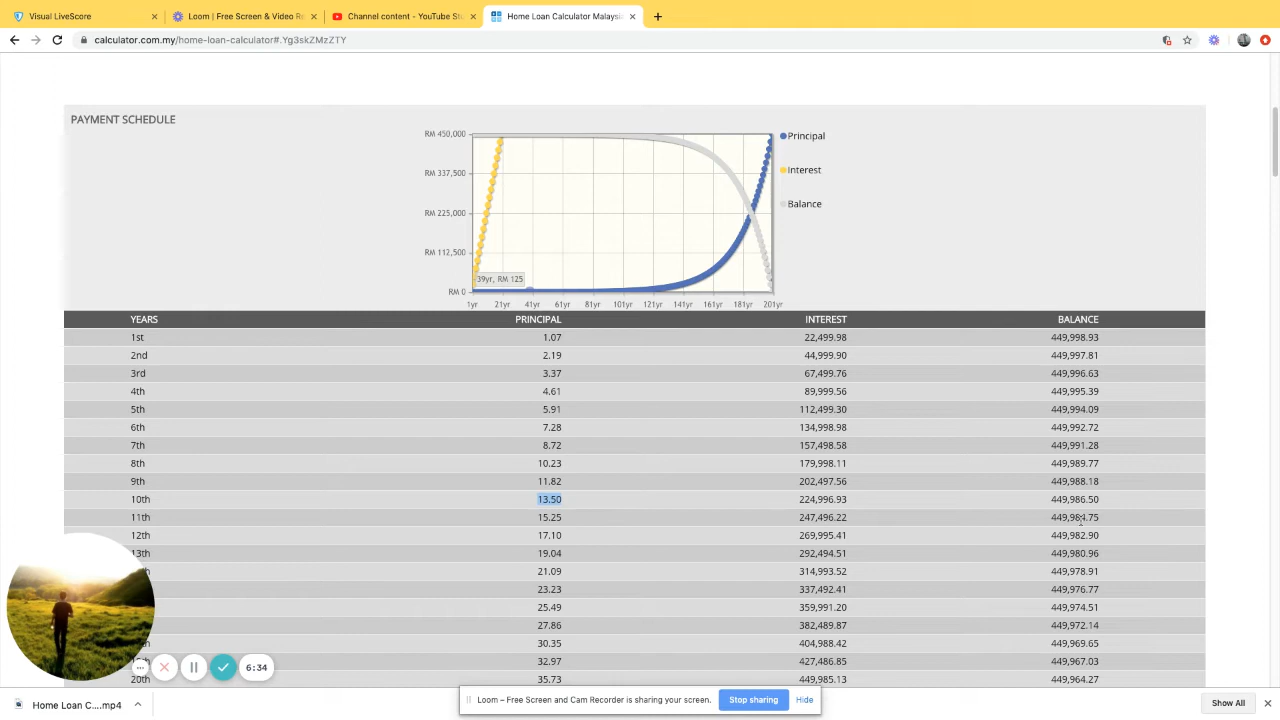 Visual LiveScore
Loom | Free Screen & Video Re
Channel content - YouTube Stu
Home Loan Calculator Malaysia
calculator.com.my/home-loan-calculator#.Yg3skZMzZTY
PAYMENT SCHEDULE
RM 450,000
RM 337,500
RM 225,000
RM 112,500
RM 0
39yr, RM 125
1yr 21yr 41yr 61yr 81yr 101yr 121yr 141yr 161yr 181yr 201yr
Principal
Interest
Balance
YEARS PRINCIPAL INTEREST BALANCE
1st 1.07 22,499.98 449,998.93
2nd 2.19 44,999.90 449,997.81
3rd 3.37 67,499.76 449,996.63
4th 4.61 89,999.56 449,995.39
5th 5.91 112,499.30 449,994.09
6th 7.28 134,998.98 449,992.72
7th 8.72 157,498.58 449,991.28
8th 10.23 179,998.11 449,989.77
9th 11.82 202,497.56 449,988.18
10th 13.50 224,996.93 449,986.50
11th 15.25 247,496.22 449,984.75
12th 17.10 269,995.41 449,982.90
13th 19.04 292,494.51 449,980.96
21.09 314,993.52 449,978.91
23.23 337,492.41 449,976.77
25.49 359,991.20 449,974.51
27.86 382,489.87 449,972.14
30.35 404,988.42 449,969.65
32.97 427,486.85 449,967.03
20th 35.73 449,985.13 449,964.27
6:34
Loom – Free Screen and Cam Recorder is sharing your screen. Stop sharing Hide
Home Loan C....mp4
Show All